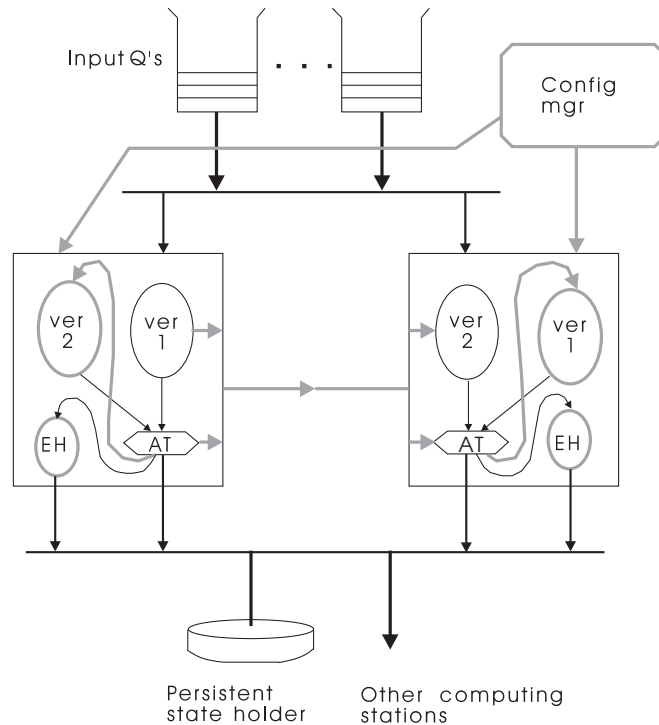 Input Q's
. . .
Config
mgr
ver
2
ver
1
EH
AT
ver
2
ver
1
AT
EH
Persistent
state holder
Other computing
stations